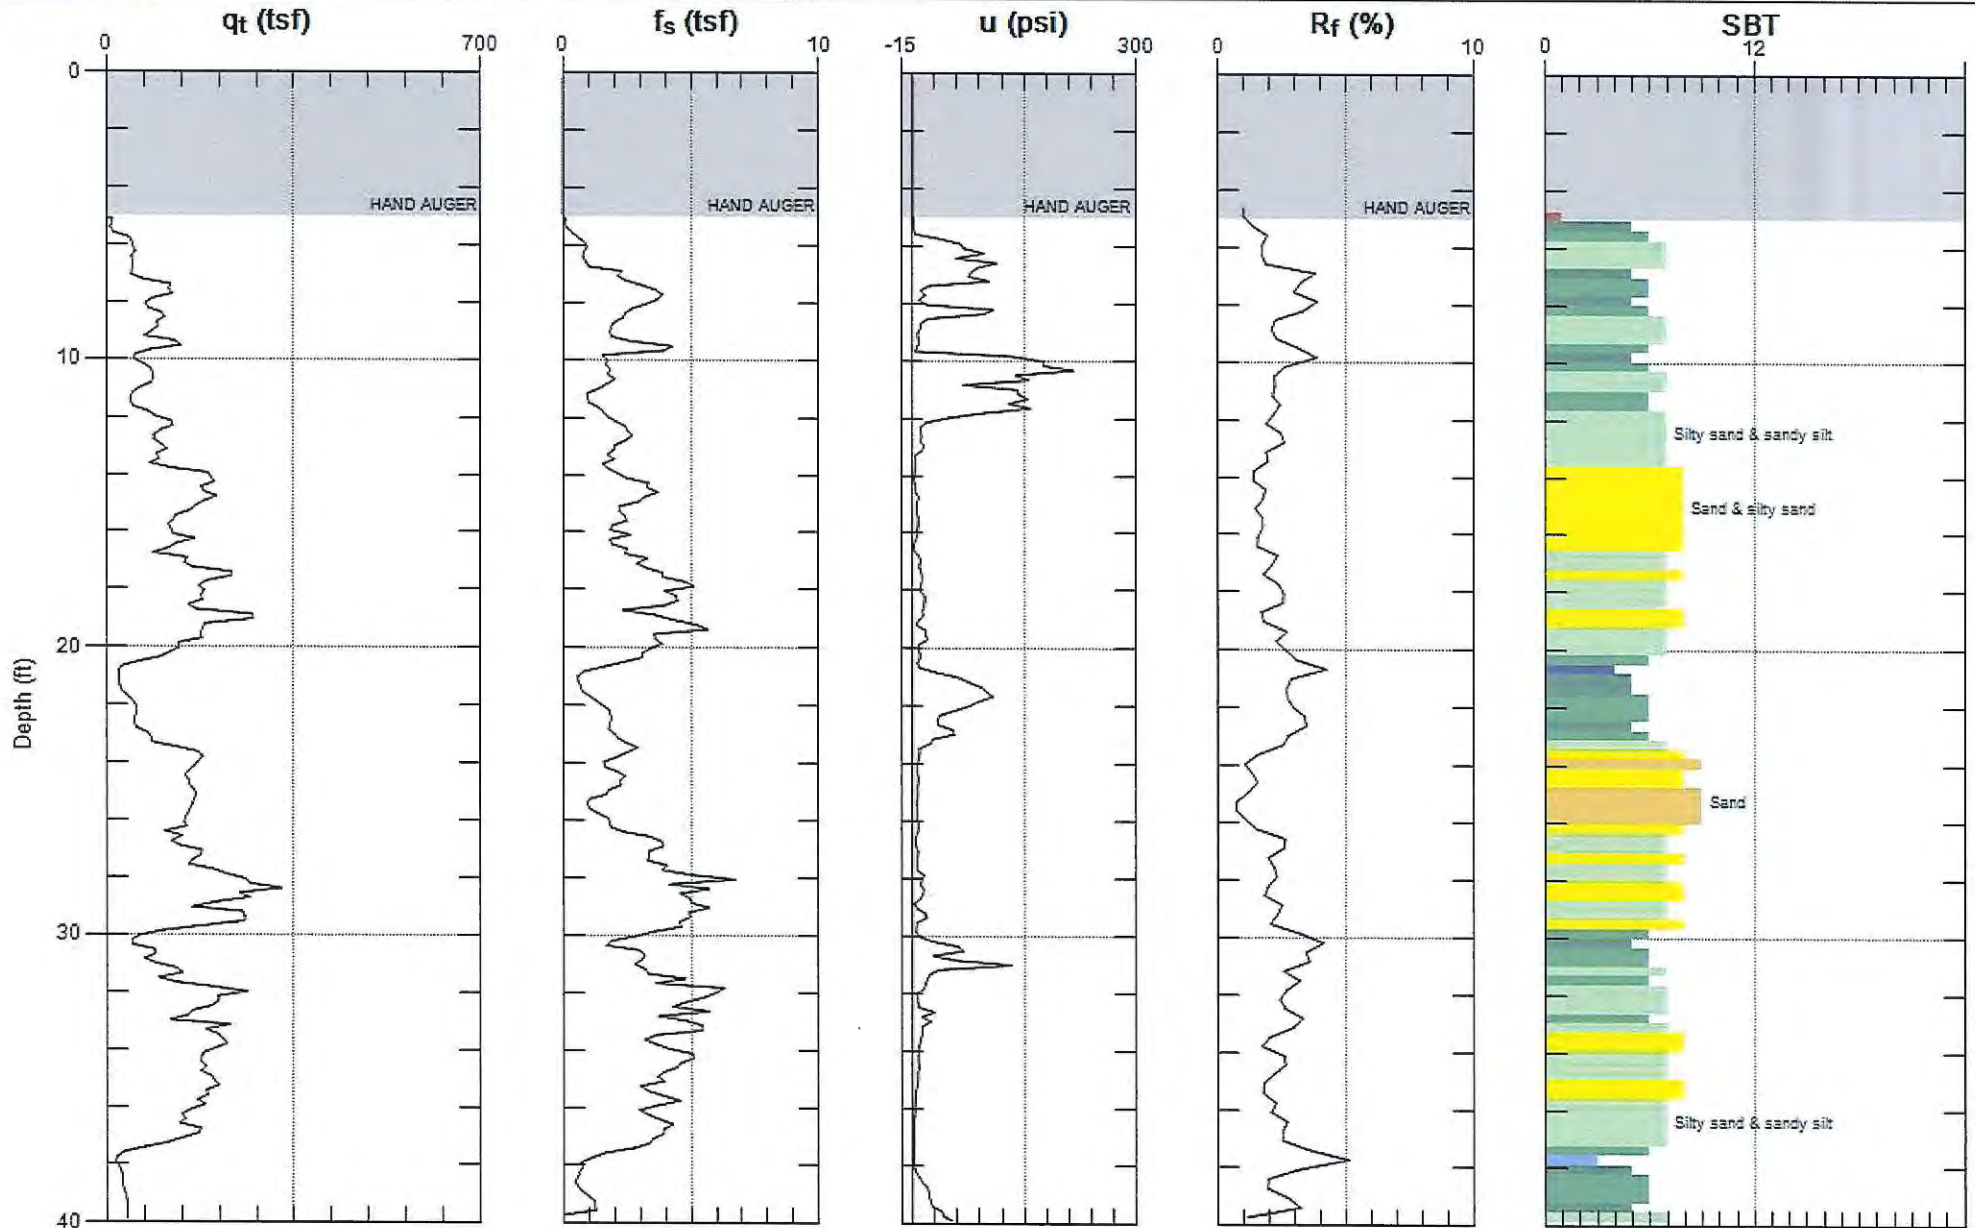 qt (tsf) fs (tsf) u (psi) Rf (%) SBT
0 700 0 10 -15 300 0 10 0 12
0
HAND AUGER HAND AUGER HAND AUGER HAND AUGER
10
Silty sand & sandy silt
Sand & silty sand
20
Depth (ft)
Sand
30
Silty sand & sandy silt
40